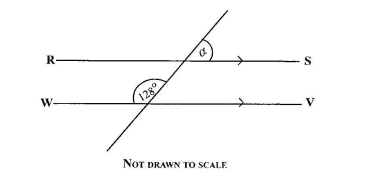 α
R S
128°
W V
NOT DRAWN TO SCALE